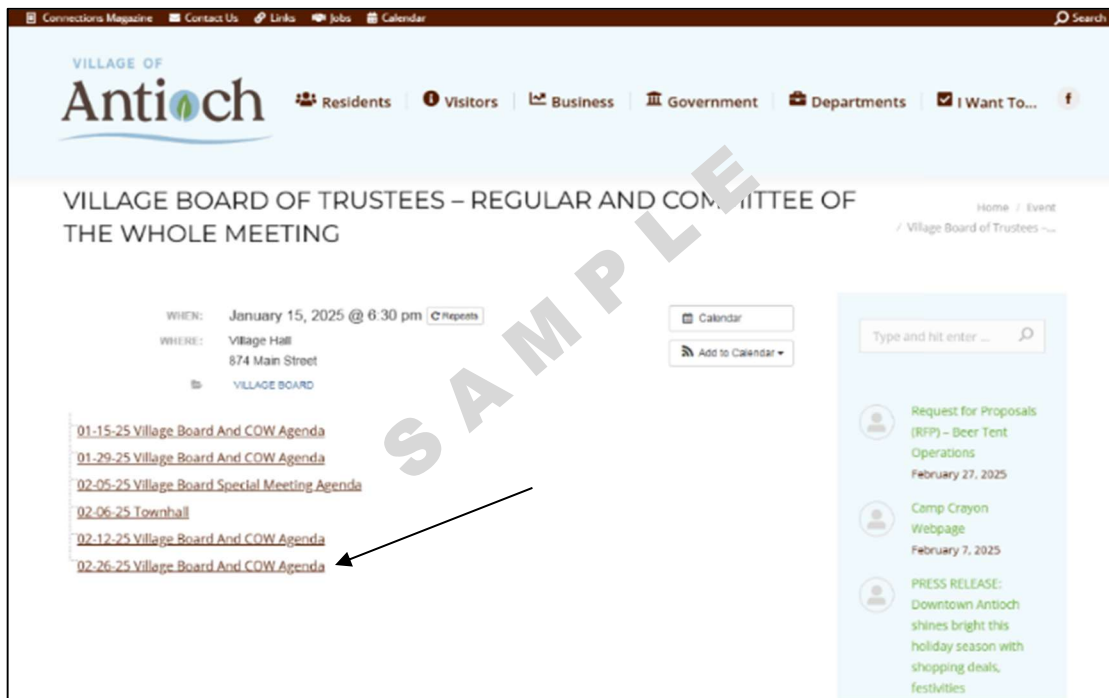 Connections Magazine Contact Us Links Jobs Calendar Search
VILLAGE OF
Antioch
Residents Visitors Business Government Departments I Want To... f
VILLAGE BOARD OF TRUSTEES – REGULAR AND COMMITTEE OF
THE WHOLE MEETING
Home / Event
/ Village Board of Trustees –...
WHEN: January 15, 2025 @ 6:30 pm Repeats
WHERE: Village Hall
874 Main Street
VILLAGE BOARD
Calendar
Add to Calendar
01-15-25 Village Board And COW Agenda
01-29-25 Village Board And COW Agenda
02-05-25 Village Board Special Meeting Agenda
02-06-25 Townhall
02-12-25 Village Board And COW Agenda
02-26-25 Village Board And COW Agenda
SAMPLE
Type and hit enter ...
Request for Proposals
(RFP) – Beer Tent
Operations
February 27, 2025
Camp Crayon
Webpage
February 7, 2025
PRESS RELEASE:
Downtown Antioch
shines bright this
holiday season with
shopping deals,
festivities